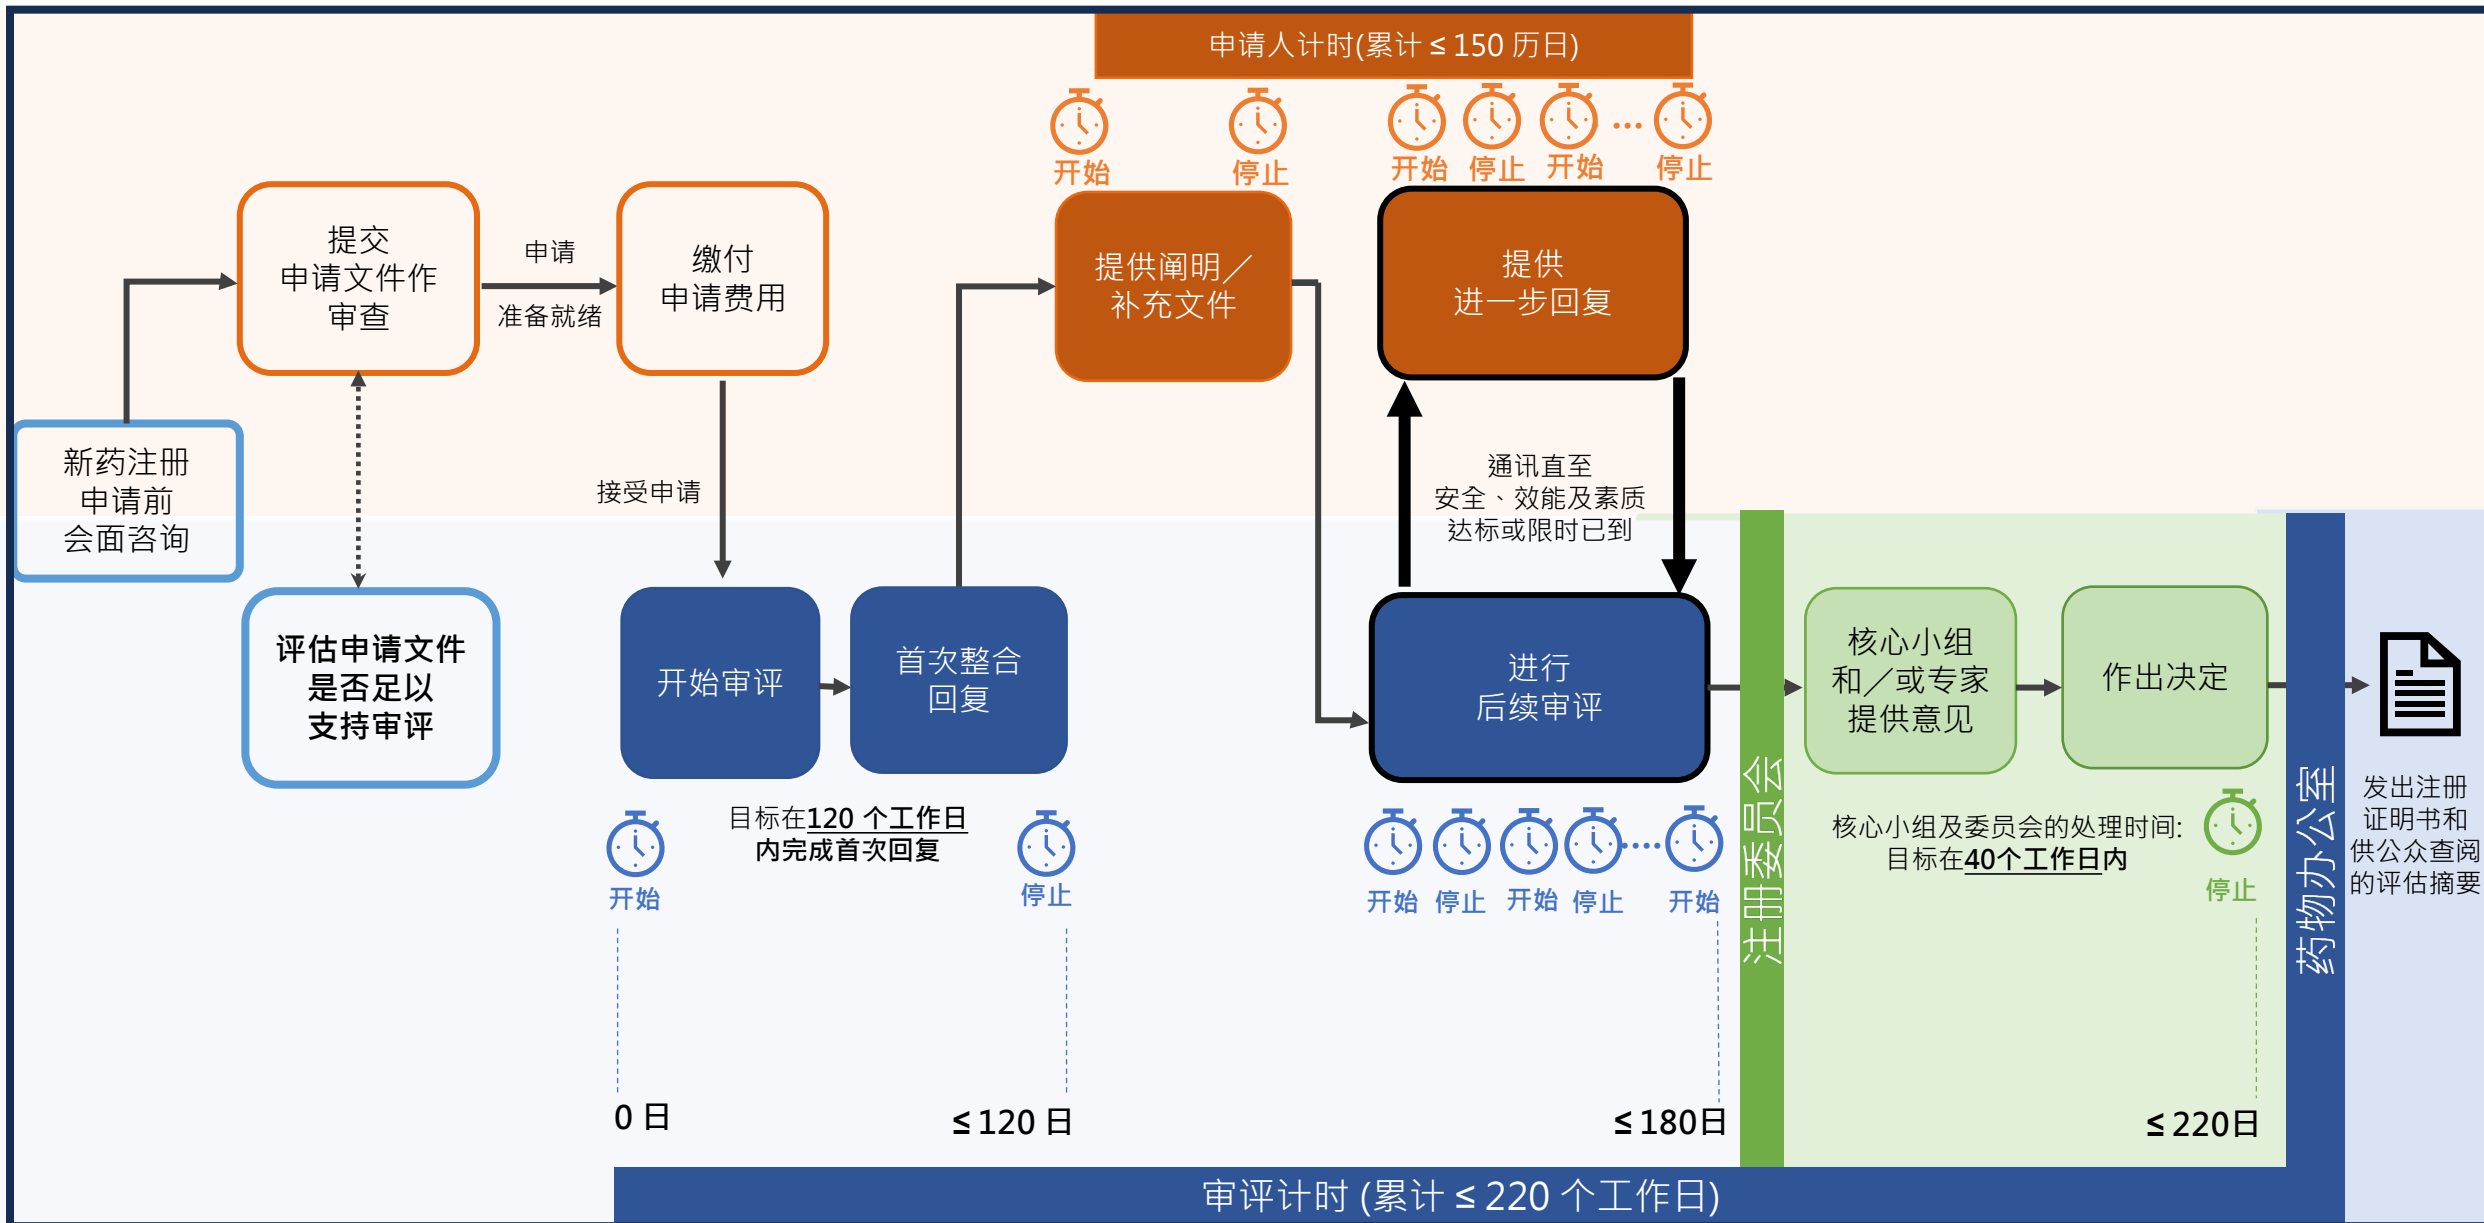 申请人计时(累计 ≤ 150 历日)
开始
停止
开始
停止
开始
...
停止
提交
申请文件作
审查
申请
准备就绪
缴付
申请费用
提供阐明／
补充文件
提供
进一步回复
新药注册
申请前
会面咨询
接受申请
通讯直至
安全、效能及素质
达标或限时已到
评估申请文件
是否足以
支持审评
开始审评
首次整合
回复
进行
后续审评
注册委员会
核心小组
和／或专家
提供意见
作出决定
药物办公室
发出注册
证明书和
供公众查阅
的评估摘要
开始
目标在120 个工作日
内完成首次回复
停止
开始
停止
开始
停止
....
开始
核心小组及委员会的处理时间:
目标在40个工作日内
停止
0 日
≤ 120 日
≤ 180日
≤ 220日
审评计时 (累计 ≤ 220 个工作日)